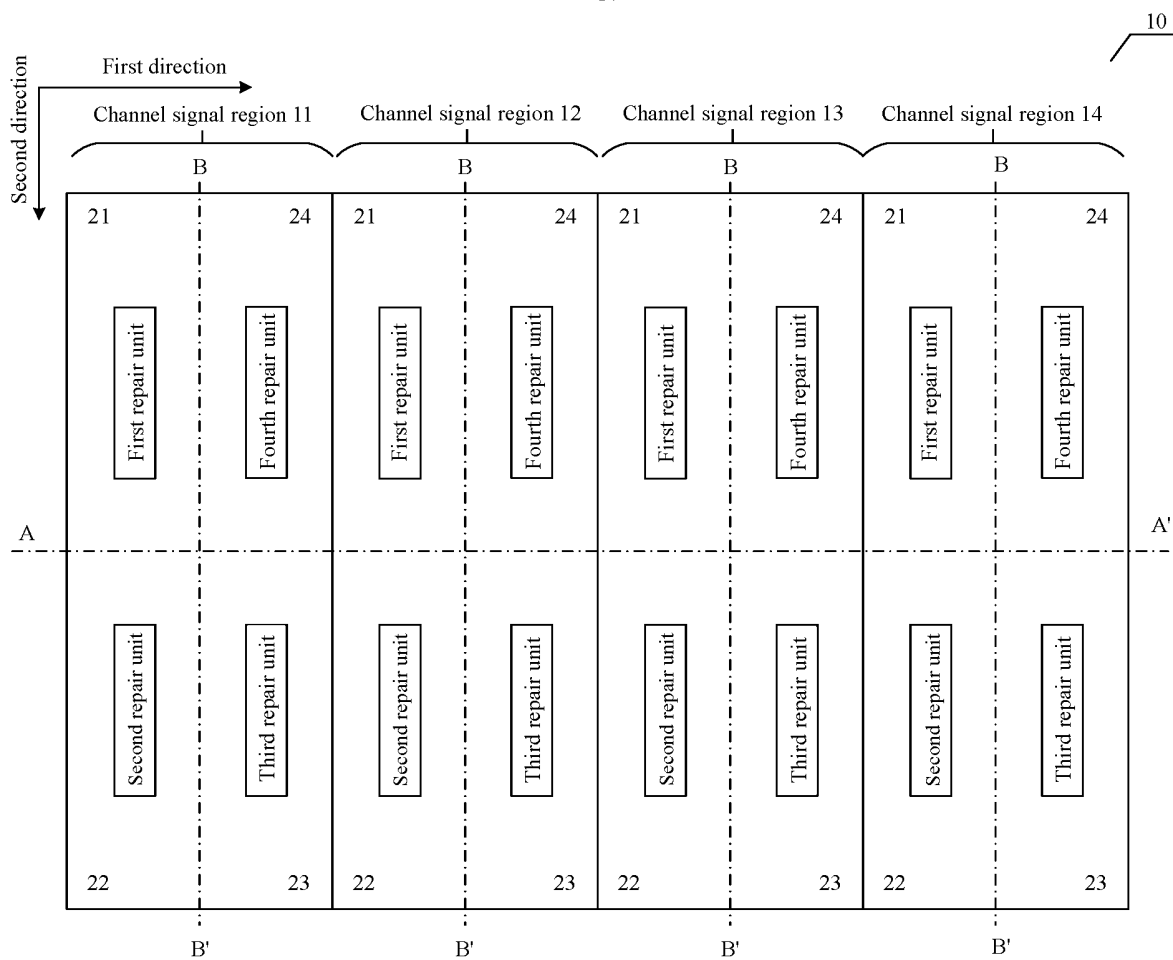 10
First direction
Second direction
Channel signal region 11
Channel signal region 12
Channel signal region 13
Channel signal region 14
B
B
B
B
21
24
21
24
21
24
21
24
First repair unit
Fourth repair unit
First repair unit
Fourth repair unit
First repair unit
Fourth repair unit
First repair unit
Fourth repair unit
A
A'
Second repair unit
Third repair unit
Second repair unit
Third repair unit
Second repair unit
Third repair unit
Second repair unit
Third repair unit
22
23
22
23
22
23
22
23
B'
B'
B'
B'